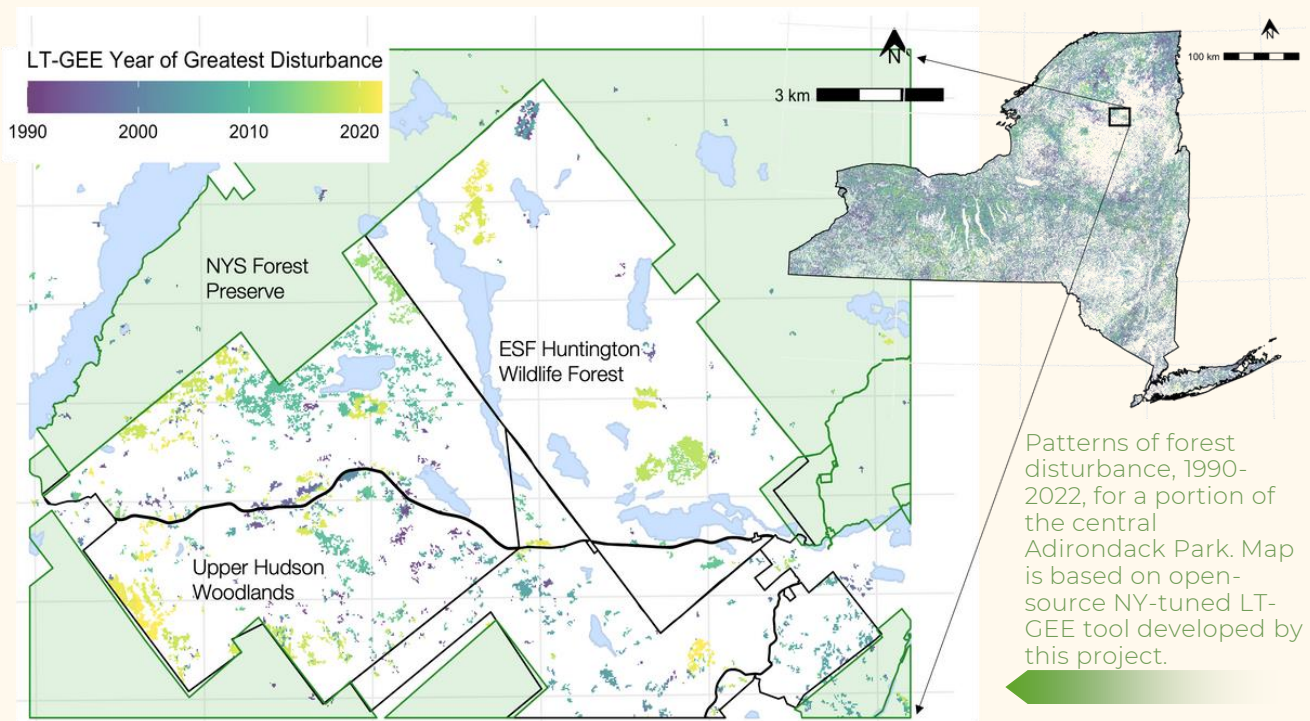 LT-GEE Year of Greatest Disturbance
1990 2000 2010 2020
N
3 km
N
100 km
NYS Forest
Preserve
ESF Huntington
Wildlife Forest
Upper Hudson
Woodlands
Patterns of forest
disturbance, 1990-
2022, for a portion of
the central
Adirondack Park. Map
is based on open-
source NY-tuned LT-
GEE tool developed by
this project.